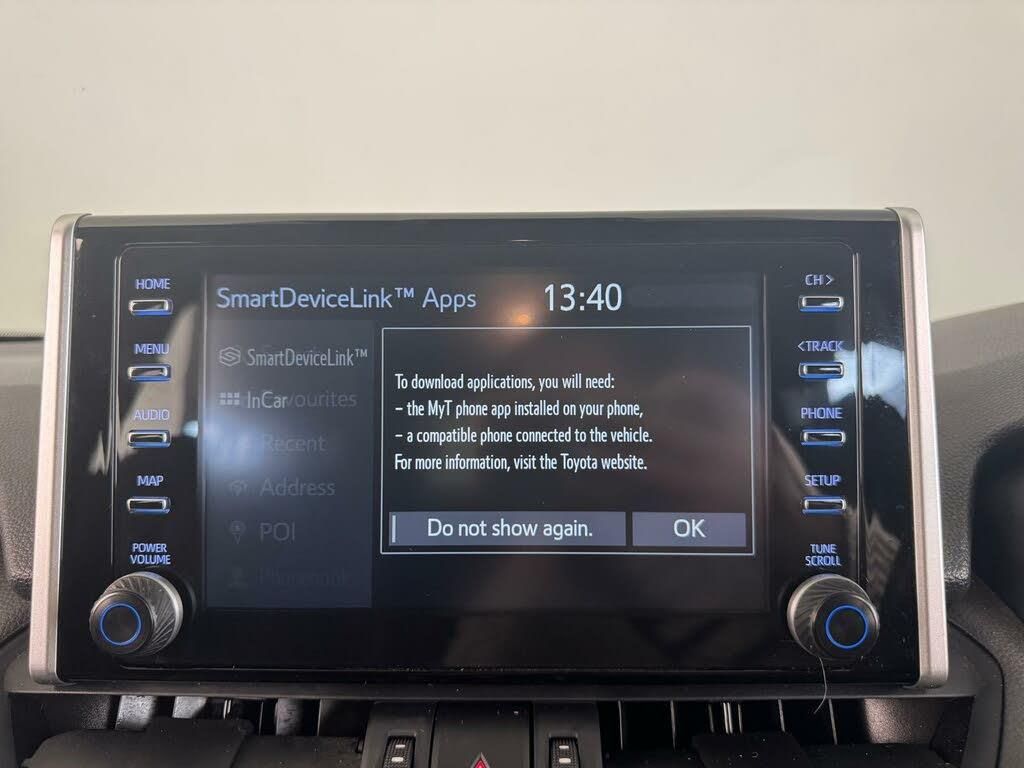 HOME
MENU
AUDIO
MAP
POWER
VOLUME
SmartDeviceLink™ Apps
13:40
SmartDeviceLink™
InCar
Favourites
Recent
Address
POI
To download applications, you will need:
– the MyT phone app installed on your phone,
– a compatible phone connected to the vehicle.
For more information, visit the Toyota website.
Do not show again.
OK
CH >
< TRACK
PHONE
SETUP
TUNE
SCROLL